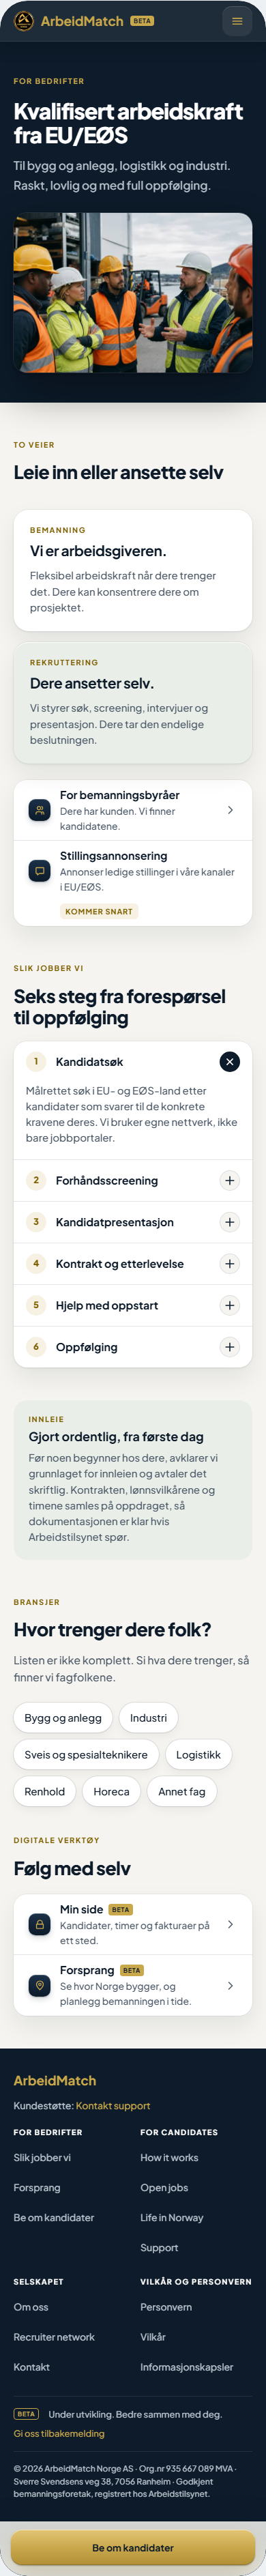 ArbeidMatch BETA
FOR BEDRIFTER
Kvalifisert arbeidskraft
fra EU/EØS
Til bygg og anlegg, logistikk og industri.
Raskt, lovlig og med full oppfølging.
TO VEIER
Leie inn eller ansette selv
BEMANNING
Vi er arbeidsgiveren.
Fleksibel arbeidskraft når dere trenger
det. Dere kan konsentrere dere om
prosjektet.
REKRUTTERING
Dere ansetter selv.
Vi styrer søk, screening, intervjuer og
presentasjon. Dere tar den endelige
beslutningen.
For bemanningsbyråer
Dere har kunden. Vi finner
kandidatene.
Stillingsannonsering
Annonser ledige stillinger i våre kanaler
i EU/EØS.
KOMMER SNART
SLIK JOBBER VI
Seks steg fra forespørsel
til oppfølging
1 Kandidatsøk
Målrettet søk i EU- og EØS-land etter
kandidater som svarer til de konkrete
kravene deres. Vi bruker egne nettverk, ikke
bare jobbportaler.
2 Forhåndsscreening
3 Kandidatpresentasjon
4 Kontrakt og etterlevelse
5 Hjelp med oppstart
6 Oppfølging
INNLEIE
Gjort ordentlig, fra første dag
Før noen begynner hos dere, avklarer vi
grunnlaget for innleien og avtaler det
skriftlig. Kontrakten, lønnsvilkårene og
timene samles på oppdraget, så
dokumentasjonen er klar hvis
Arbeidstilsynet spør.
BRANSJER
Hvor trenger dere folk?
Listen er ikke komplett. Si hva dere trenger, så
finner vi fagfolkene.
Bygg og anlegg Industri
Sveis og spesialteknikere Logistikk
Renhold Horeca Annet fag
DIGITALE VERKTØY
Følg med selv
Min side BETA
Kandidater, timer og fakturaer på
ett sted.
Forsprang BETA
Se hvor Norge bygger, og
planlegg bemanningen i tide.
ArbeidMatch
Kundestøtte: Kontakt support
FOR BEDRIFTER
Slik jobber vi
Forsprang
Be om kandidater
FOR CANDIDATES
How it works
Open jobs
Life in Norway
Support
SELSKAPET
Om oss
Recruiter network
Kontakt
VILKÅR OG PERSONVERN
Personvern
Vilkår
Informasjonskapsler
BETA Under utvikling. Bedre sammen med deg.
Gi oss tilbakemelding
© 2026 ArbeidMatch Norge AS · Org.nr 935 667 089 MVA ·
Sverre Svendsens veg 38, 7056 Ranheim · Godkjent
bemanningsforetak, registrert hos Arbeidstilsynet.
Be om kandidater